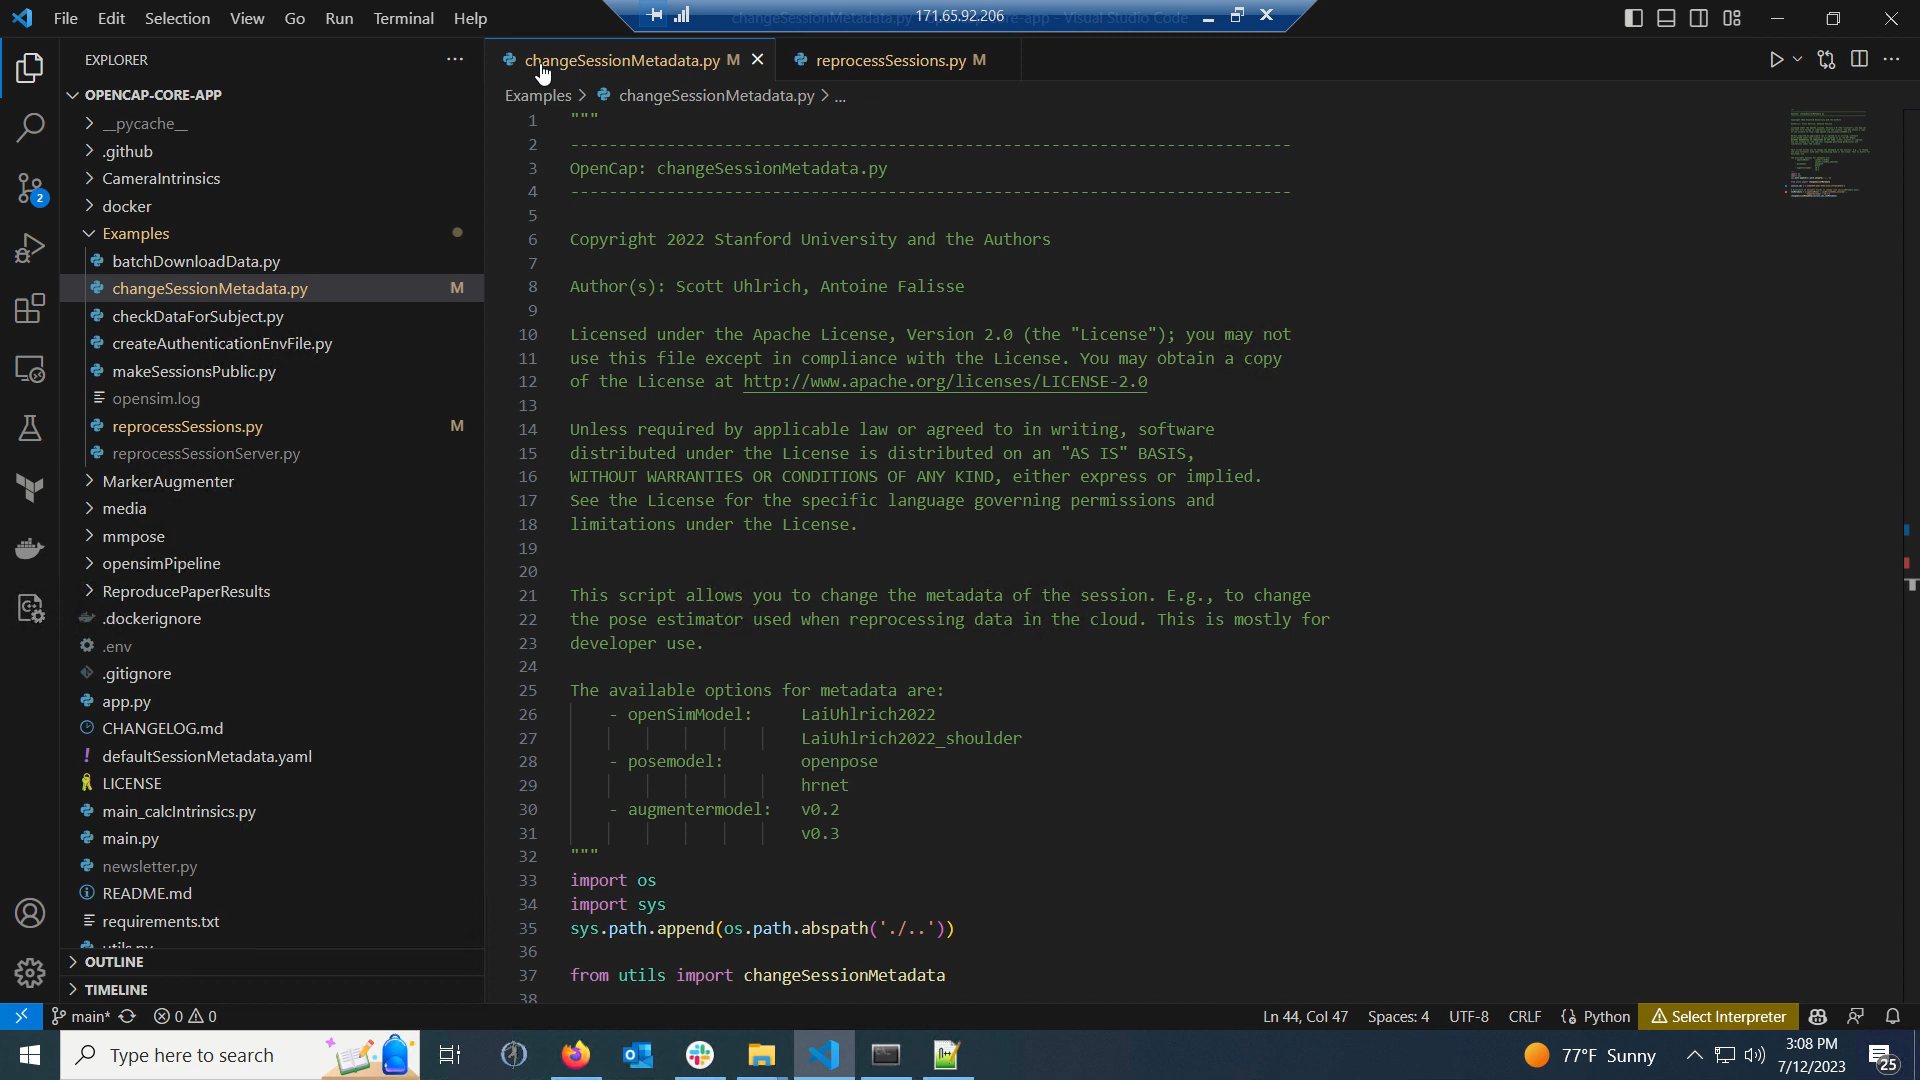 File Edit Selection View Go Run Terminal Help
171.65.92.206
EXPLORER
changeSessionMetadata.py M
reprocessSessions.py M
OPENCAP-CORE-APP
Examples > changeSessionMetadata.py > ...
__pycache__
.github
CameraIntrinsics
docker
Examples
batchDownloadData.py
changeSessionMetadata.py M
checkDataForSubject.py
createAuthenticationEnvFile.py
makeSessionsPublic.py
opensim.log
reprocessSessions.py M
reprocessSessionServer.py
MarkerAugmenter
media
mmpose
opensimPipeline
ReproducePaperResults
.dockerignore
.env
.gitignore
app.py
CHANGELOG.md
defaultSessionMetadata.yaml
LICENSE
main_calcIntrinsics.py
main.py
newsletter.py
README.md
requirements.txt
utils.py
OUTLINE
TIMELINE
2
1 """
2 ---------------------------------------------------------------------------
3 OpenCap: changeSessionMetadata.py
4 ---------------------------------------------------------------------------
5
6 Copyright 2022 Stanford University and the Authors
7
8 Author(s): Scott Uhlrich, Antoine Falisse
9
10 Licensed under the Apache License, Version 2.0 (the "License"); you may not
11 use this file except in compliance with the License. You may obtain a copy
12 of the License at http://www.apache.org/licenses/LICENSE-2.0
13
14 Unless required by applicable law or agreed to in writing, software
15 distributed under the License is distributed on an "AS IS" BASIS,
16 WITHOUT WARRANTIES OR CONDITIONS OF ANY KIND, either express or implied.
17 See the License for the specific language governing permissions and
18 limitations under the License.
19
20
21 This script allows you to change the metadata of the session. E.g., to change
22 the pose estimator used when reprocessing data in the cloud. This is mostly for
23 developer use.
24
25 The available options for metadata are:
26 - openSimModel: LaiUhlrich2022
27 LaiUhlrich2022_shoulder
28 - posemodel: openpose
29 hrnet
30 - augmentermodel: v0.2
31 v0.3
32 """
33 import os
34 import sys
35 sys.path.append(os.path.abspath('./..'))
36
37 from utils import changeSessionMetadata
38
main* 0 0
Ln 44, Col 47 Spaces: 4 UTF-8 CRLF Python Select Interpreter
Type here to search
77°F Sunny
3:08 PM
7/12/2023
25